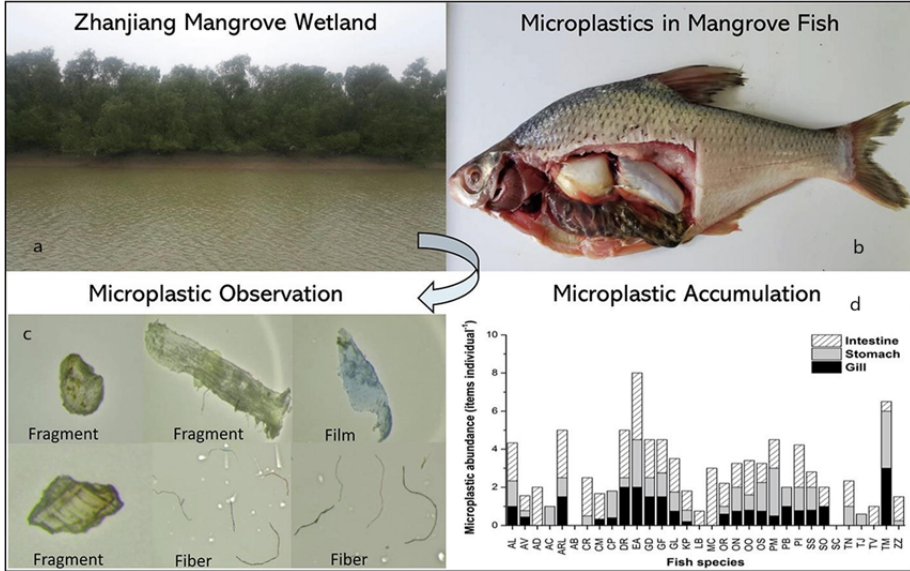 Zhanjiang Mangrove Wetland
Microplastics in Mangrove Fish
a
b
Microplastic Observation
Microplastic Accumulation
c
d
Fragment
Fragment
Film
Fragment
Fiber
Fiber
Intestine
Stomach
Gill
Microplastic abundance (items individual⁻¹)
10
8
6
4
2
0
AL AV AD AC ARL AB CR CM CP DR EA GD GF GL KP LB MC OR ON OO OS PM PB PI SS SO SC TN TJ TV TM ZZ
Fish species